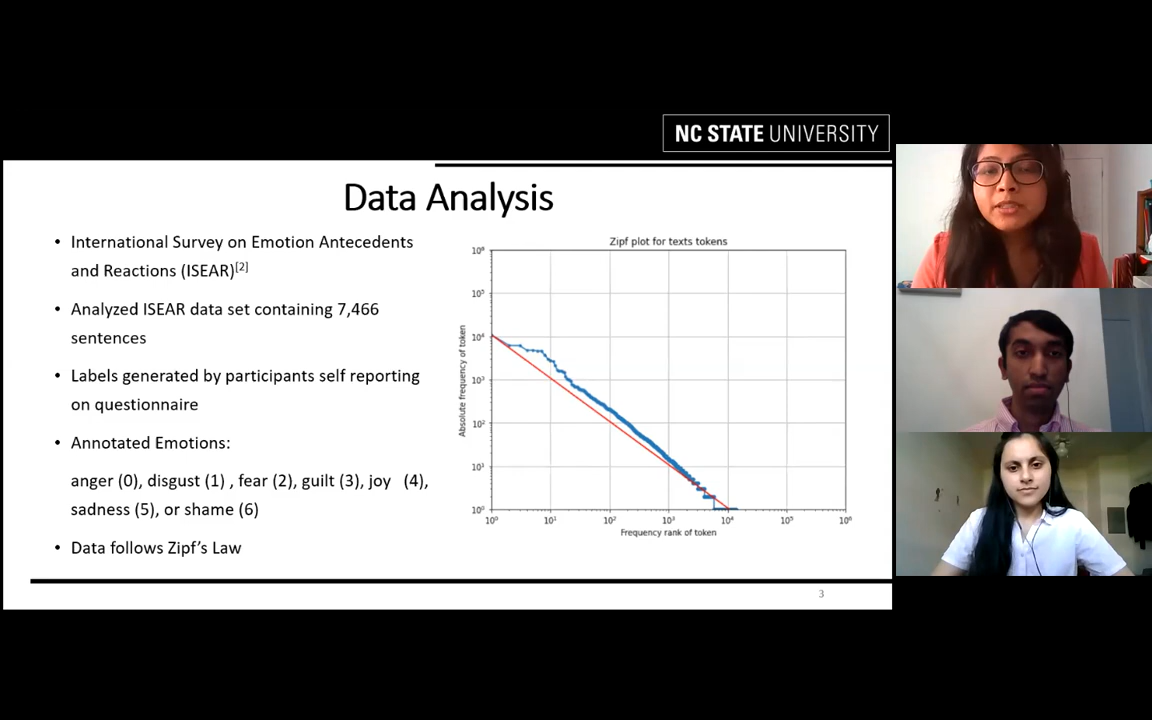 NC STATE UNIVERSITY
Data Analysis
• International Survey on Emotion Antecedents
and Reactions (ISEAR)[2]
• Analyzed ISEAR data set containing 7,466
sentences
• Labels generated by participants self reporting
on questionnaire
• Annotated Emotions:
anger (0), disgust (1) , fear (2), guilt (3), joy (4),
sadness (5), or shame (6)
• Data follows Zipf's Law
Zipf plot for texts tokens
Absolute frequency of token
10⁶
10⁵
10⁴
10³
10²
10¹
10⁰
10⁰ 10¹ 10² 10³ 10⁴ 10⁵ 10⁶
Frequency rank of token
3